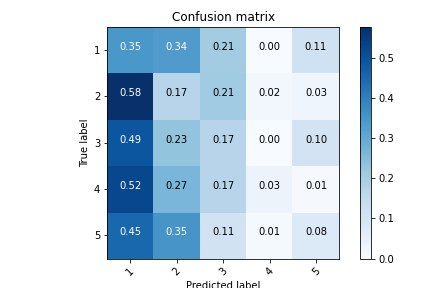 Confusion matrix
1 0.35 0.34 0.21 0.00 0.11
2 0.58 0.17 0.21 0.02 0.03
3 0.49 0.23 0.17 0.00 0.10
4 0.52 0.27 0.17 0.03 0.01
5 0.45 0.35 0.11 0.01 0.08
1 2 3 4 5
True label
Predicted label
0.5
0.4
0.3
0.2
0.1
0.0